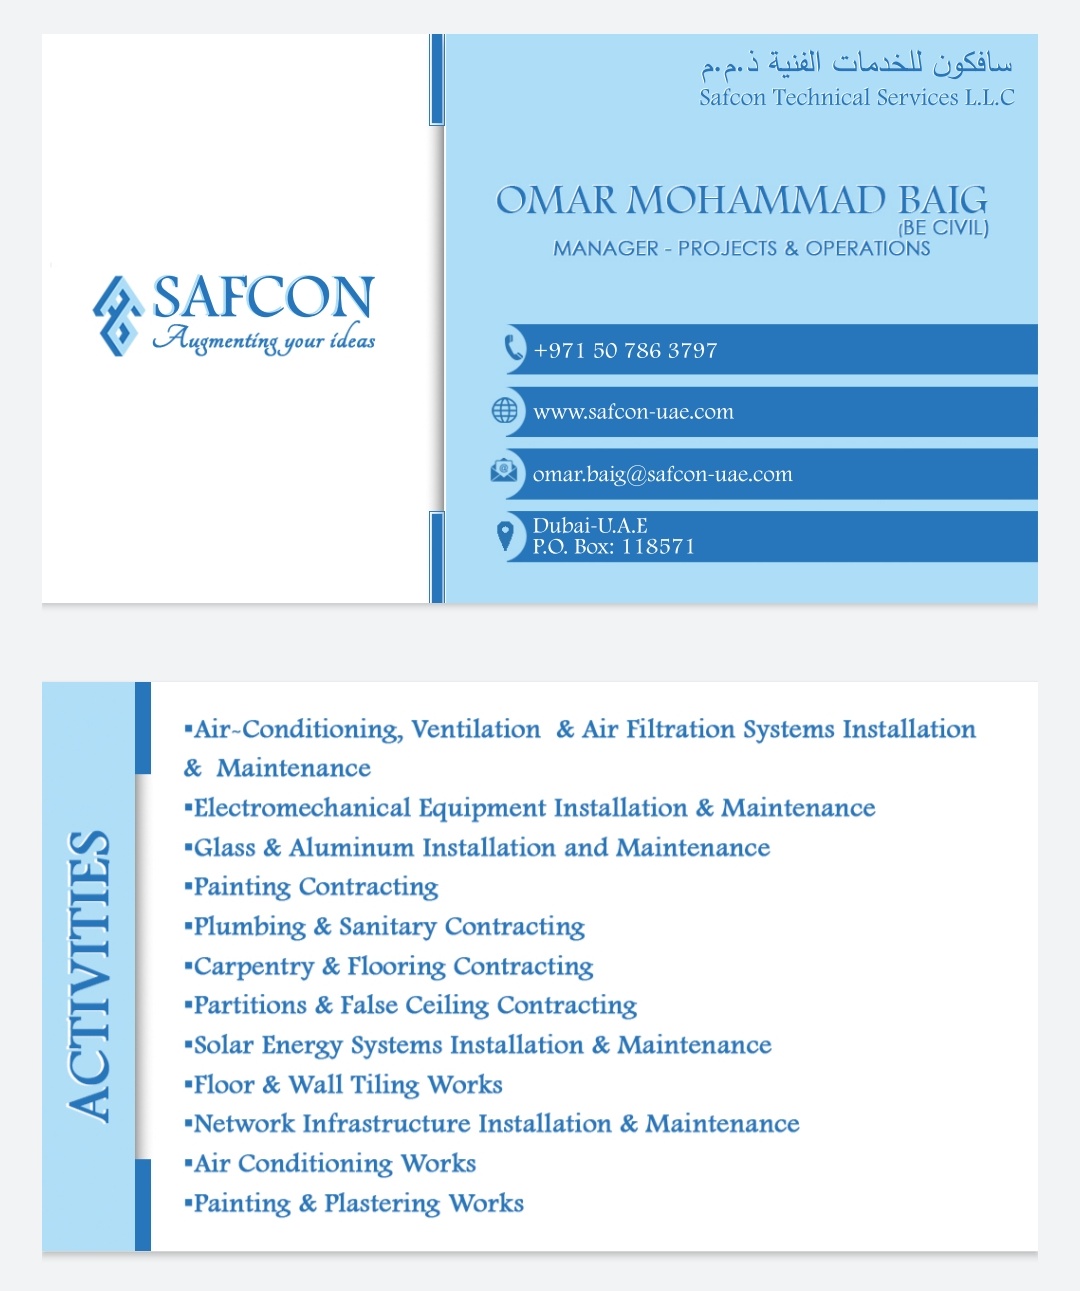 SAFCON
Augmenting your ideas
سافكون للخدمات الفنية ذ.م.م.
Safcon Technical Services L.L.C
OMAR MOHAMMAD BAIG
(BE CIVIL)
MANAGER - PROJECTS & OPERATIONS
+971 50 786 3797
www.safcon-uae.com
omar.baig@safcon-uae.com
Dubai-U.A.E
P.O. Box: 118571
ACTIVITIES
▪Air-Conditioning, Ventilation & Air Filtration Systems Installation
& Maintenance
▪Electromechanical Equipment Installation & Maintenance
▪Glass & Aluminum Installation and Maintenance
▪Painting Contracting
▪Plumbing & Sanitary Contracting
▪Carpentry & Flooring Contracting
▪Partitions & False Ceiling Contracting
▪Solar Energy Systems Installation & Maintenance
▪Floor & Wall Tiling Works
▪Network Infrastructure Installation & Maintenance
▪Air Conditioning Works
▪Painting & Plastering Works